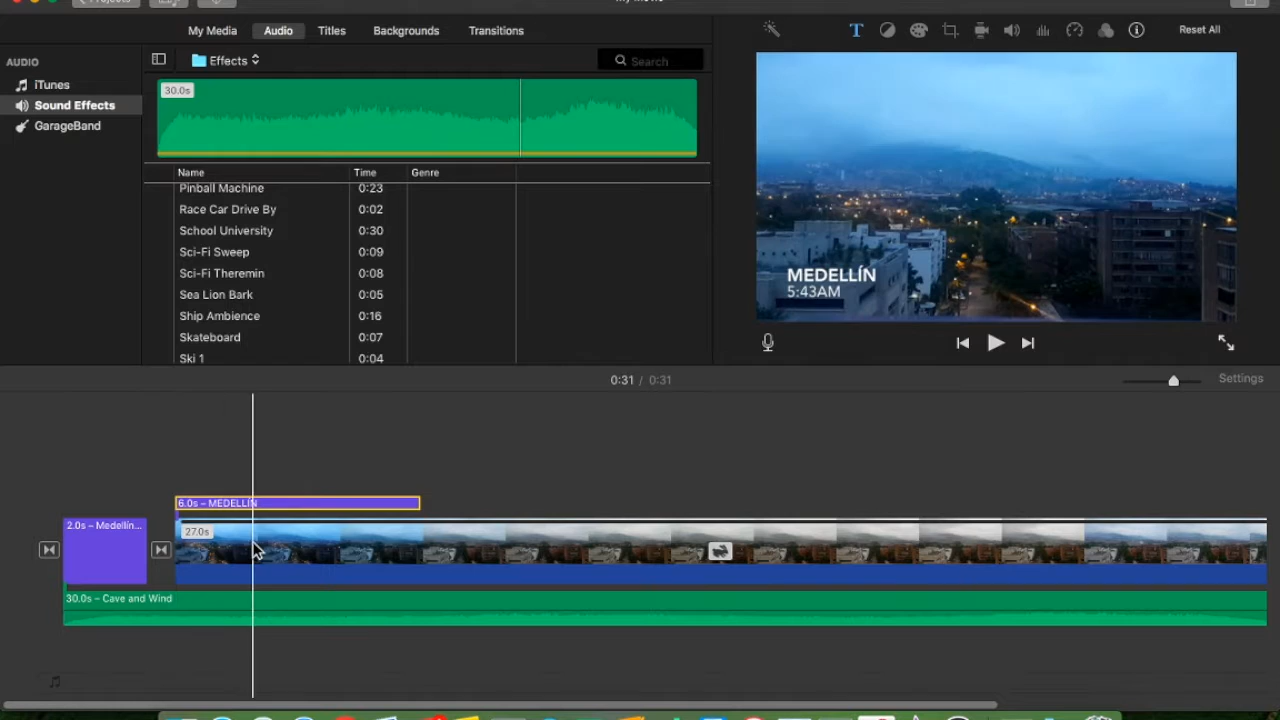 Projects
My Movie
My Media
Audio
Titles
Backgrounds
Transitions
Reset All
AUDIO
iTunes
Sound Effects
GarageBand
Effects
Search
30.0s
Name Time Genre
Pinball Machine 0:23
Race Car Drive By 0:02
School University 0:30
Sci-Fi Sweep 0:09
Sci-Fi Theremin 0:08
Sea Lion Bark 0:05
Ship Ambience 0:16
Skateboard 0:07
Ski 1 0:04
MEDELLÍN
5:43AM
0:31 / 0:31
Settings
6.0s – MEDELLÍN
2.0s – Medellín...
27.0s
30.0s – Cave and Wind